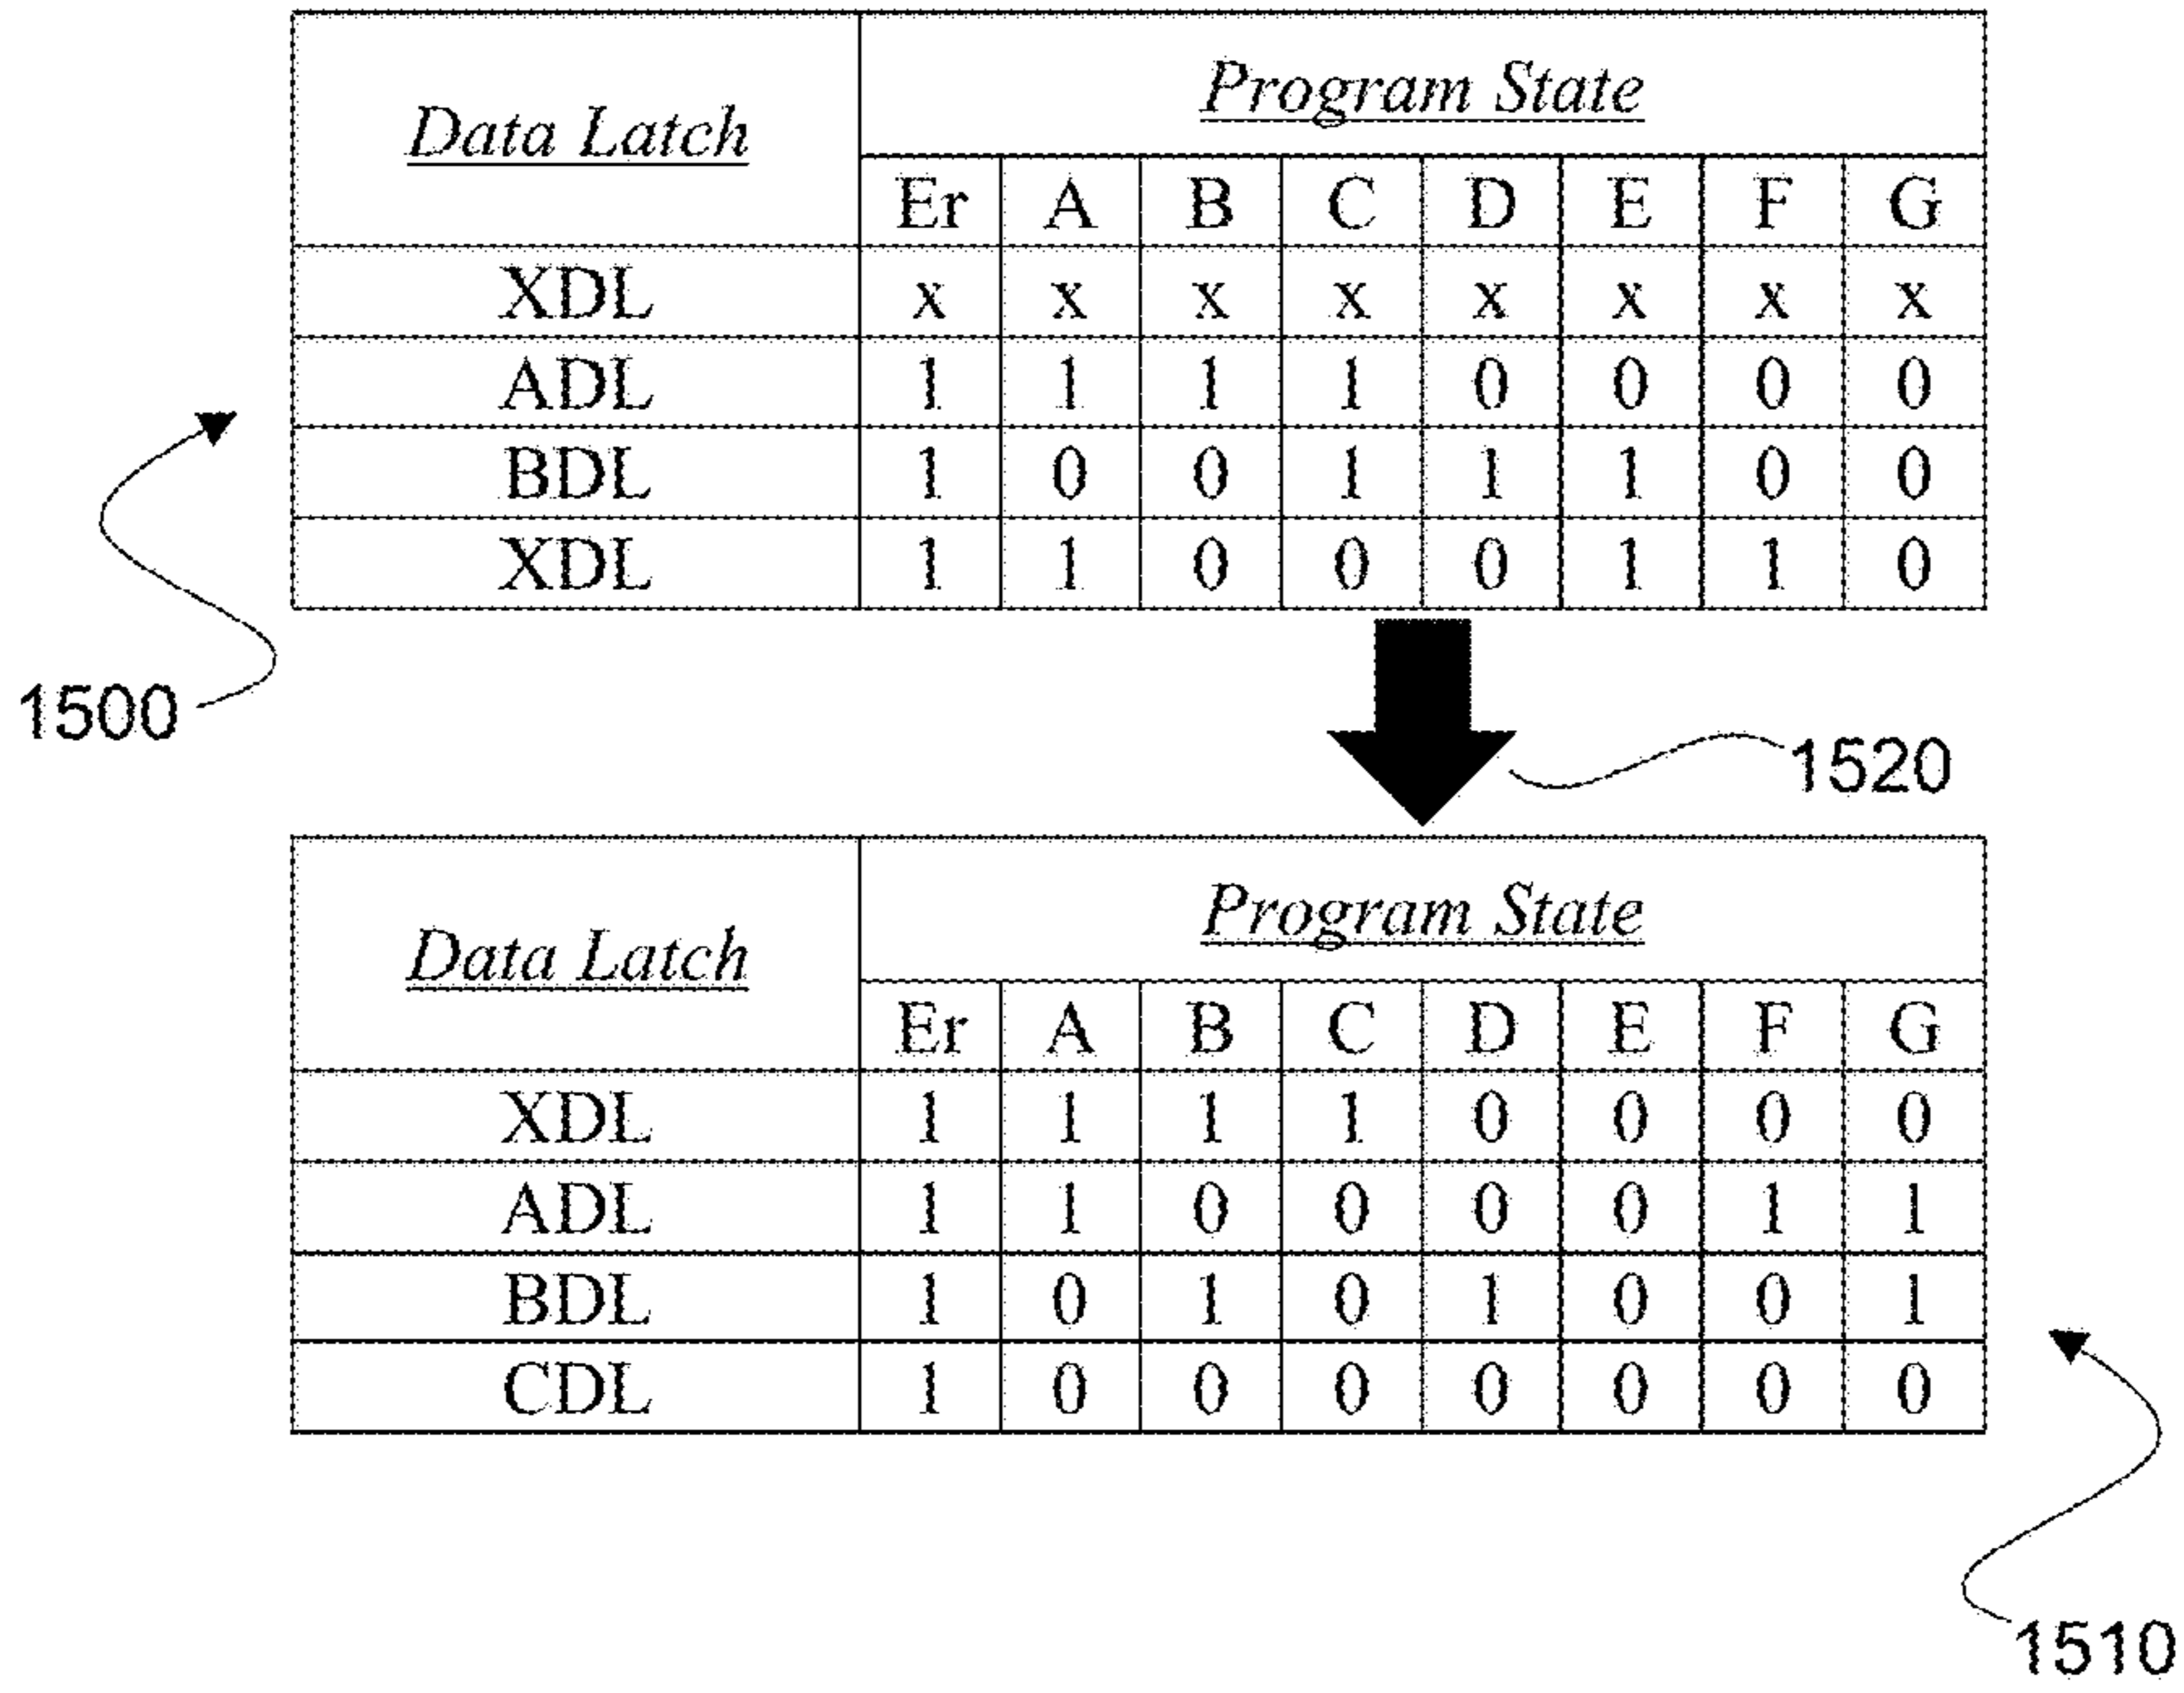 Data Latch Program State
Er A B C D E F G
XDL x x x x x x x x
ADL 1 1 1 1 0 0 0 0
BDL 1 0 0 1 1 1 0 0
XDL 1 1 0 0 0 1 1 0
1500
1520
Data Latch Program State
Er A B C D E F G
XDL 1 1 1 1 0 0 0 0
ADL 1 1 0 0 0 0 1 1
BDL 1 0 1 0 1 0 0 1
CDL 1 0 0 0 0 0 0 0
1510